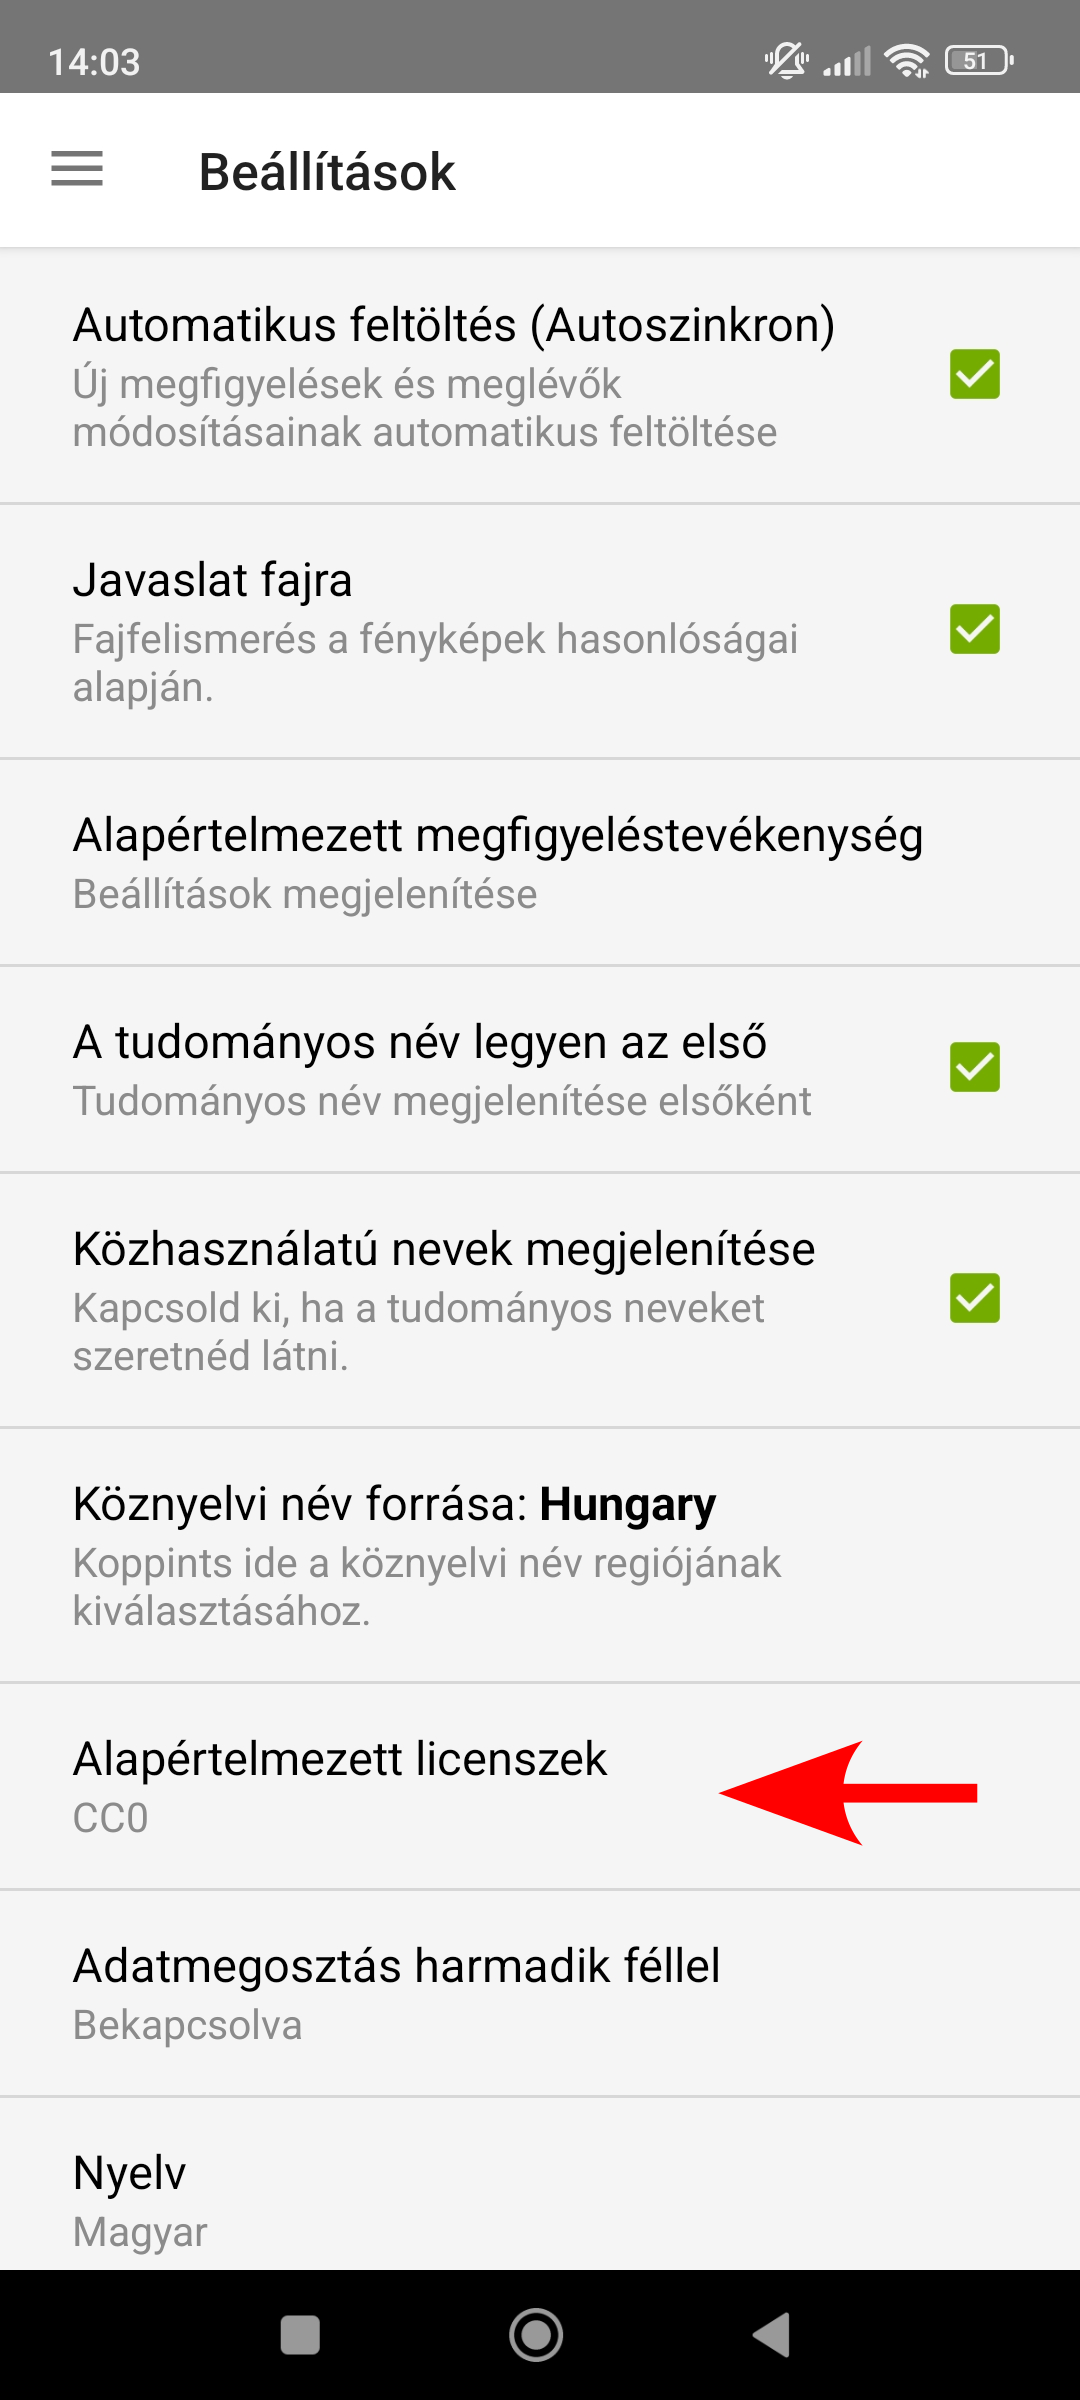 14:03
51
Beállítások
Automatikus feltöltés (Autoszinkron)
Új megfigyelések és meglévők
módosításainak automatikus feltöltése
Javaslat fajra
Fajfelismerés a fényképek hasonlóságai
alapján.
Alapértelmezett megfigyeléstevékenység
Beállítások megjelenítése
A tudományos név legyen az első
Tudományos név megjelenítése elsőként
Közhasználatú nevek megjelenítése
Kapcsold ki, ha a tudományos neveket
szeretnéd látni.
Köznyelvi név forrása: Hungary
Koppints ide a köznyelvi név regiójának
kiválasztásához.
Alapértelmezett licenszek
CC0
Adatmegosztás harmadik féllel
Bekapcsolva
Nyelv
Magyar